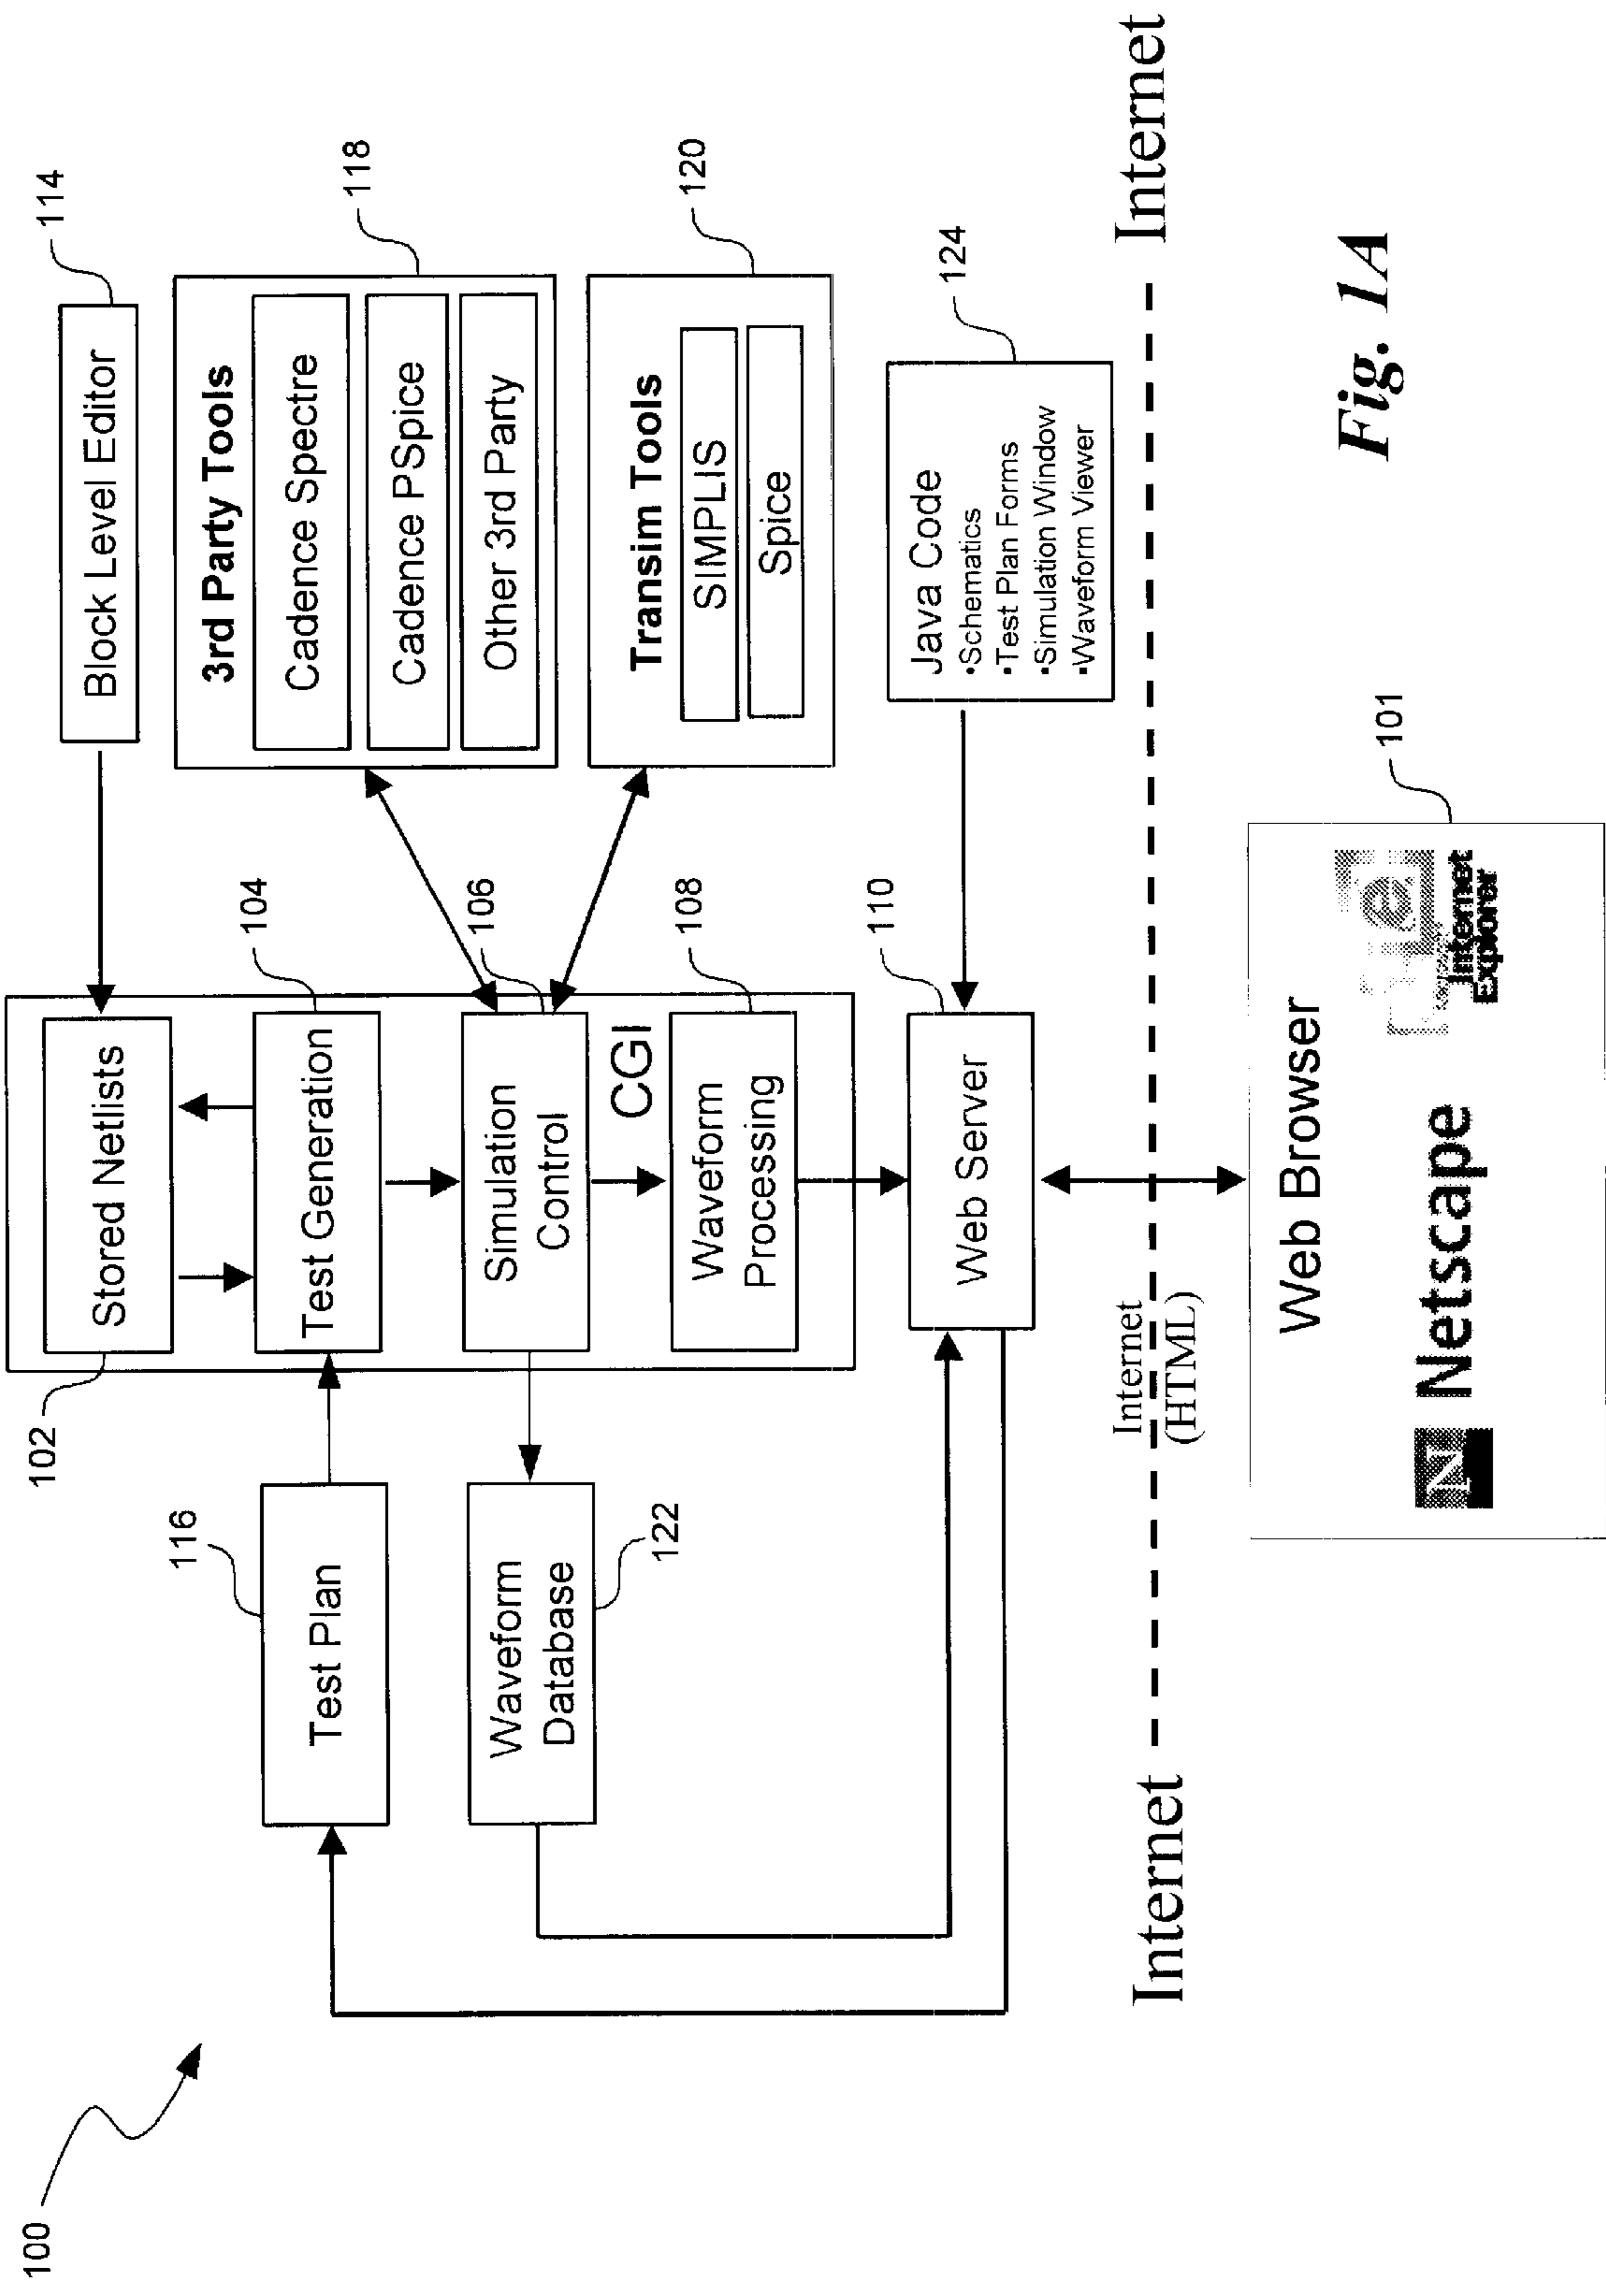 100
114
Block Level Editor
102
Stored Netlists
116
Test Plan
104
Test Generation
118
3rd Party Tools
Cadence Spectre
Cadence PSpice
Other 3rd Party
122
Waveform
Database
106
Simulation
Control
CGI
108
Waveform
Processing
120
Transim Tools
SIMPLIS
Spice
110
Web Server
124
Java Code
•Schematics
•Test Plan Forms
•Simulation Window
•Waveform Viewer
Internet
Internet
(HTML)
Internet
101
Web Browser
N Netscape
e
Internet
Explorer
Fig. 1A